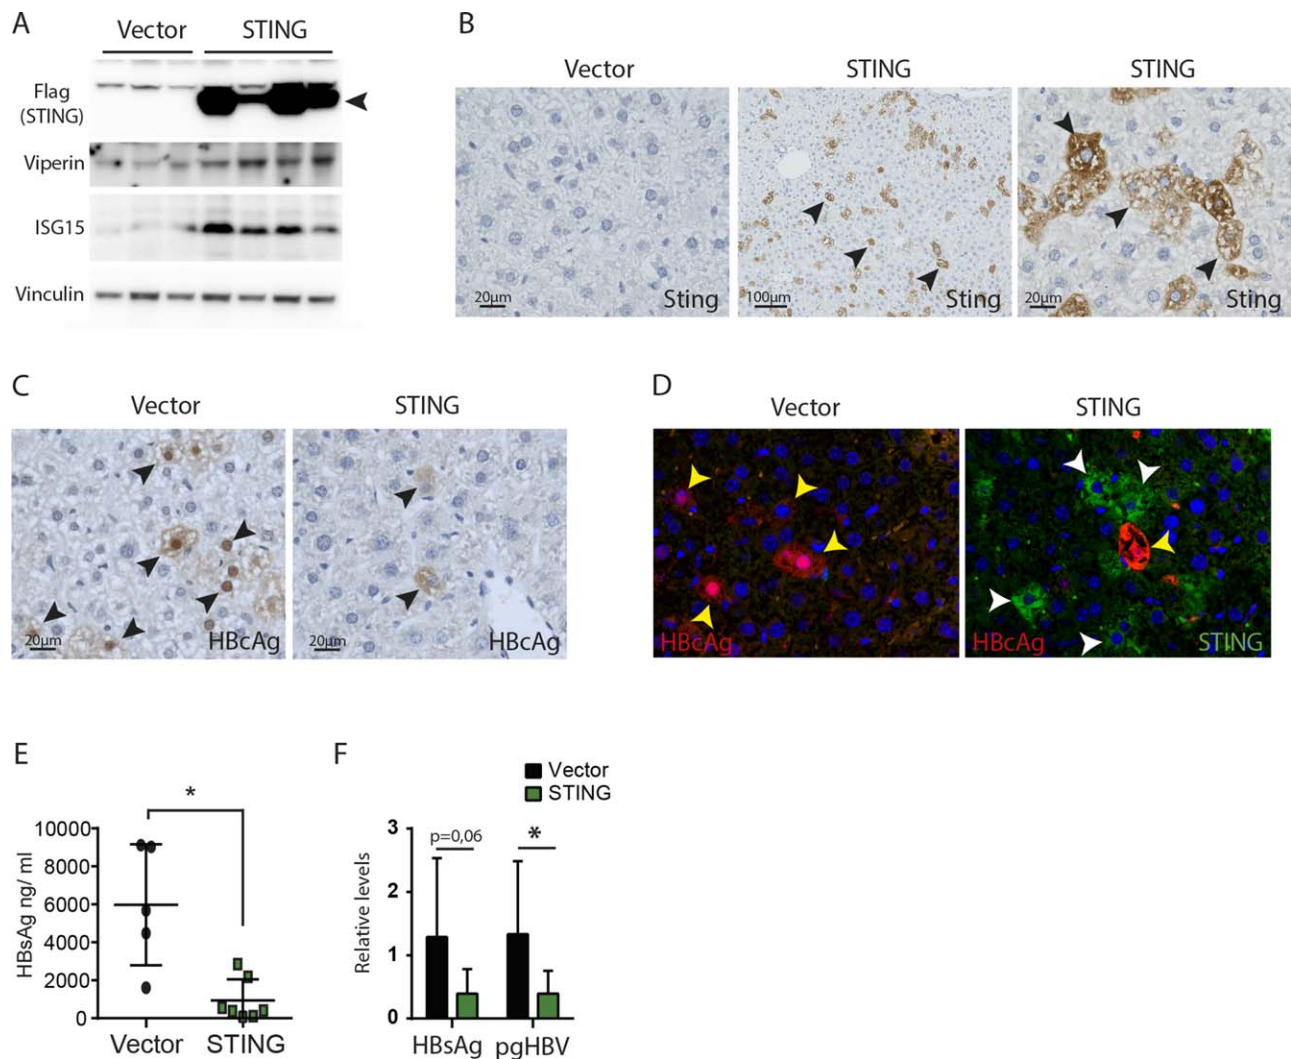 A
Vector STING
Flag
(STING)
Viperin
ISG15
Vinculin
B
Vector STING STING
20µm Sting
100µm Sting
20µm Sting
C
Vector STING
20µm HBcAg
20µm HBcAg
D
Vector STING
HBcAg
HBcAg STING
E
*
HBsAg ng/ ml
10000
8000
6000
4000
2000
0
Vector STING
F
Vector
STING
p=0,06 *
Relative levels
3
2
1
0
HBsAg pgHBV